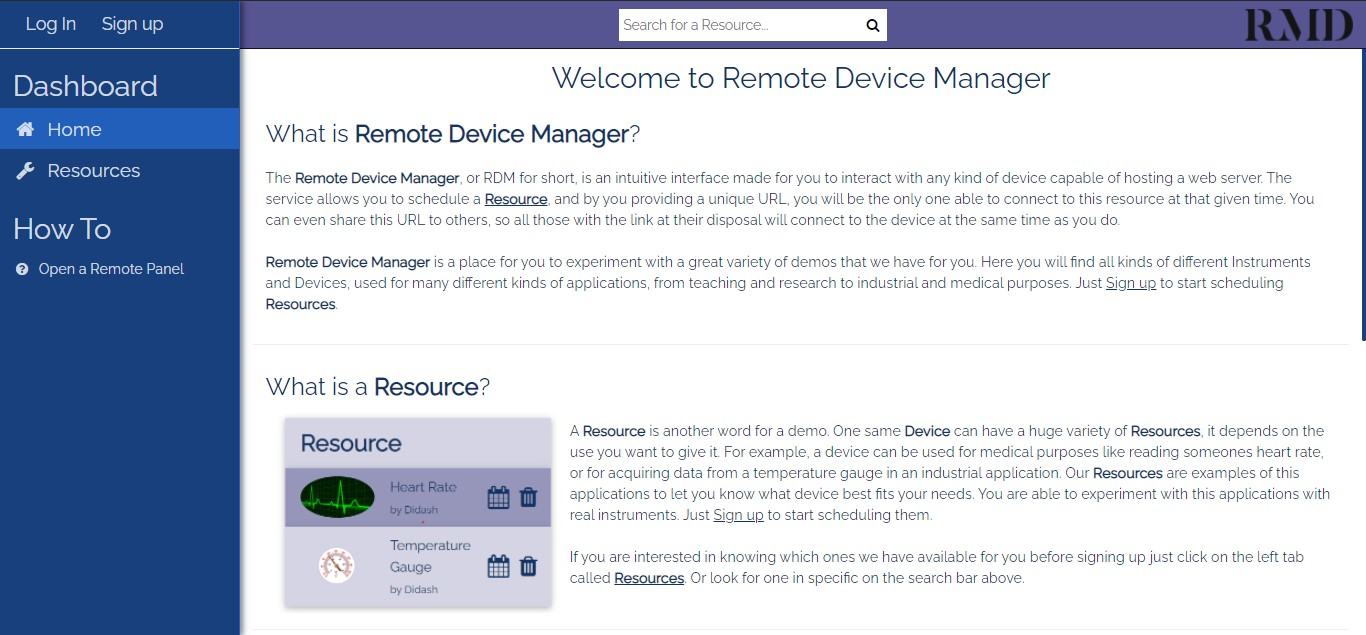 Log In Sign up
Search for a Resource...
RMD
Dashboard
Home
Resources
How To
Open a Remote Panel
Welcome to Remote Device Manager
What is Remote Device Manager?
The Remote Device Manager, or RDM for short, is an intuitive interface made for you to interact with any kind of device capable of hosting a web server. The
service allows you to schedule a Resource, and by you providing a unique URL, you will be the only one able to connect to this resource at that given time. You
can even share this URL to others, so all those with the link at their disposal will connect to the device at the same time as you do.
Remote Device Manager is a place for you to experiment with a great variety of demos that we have for you. Here you will find all kinds of different Instruments
and Devices, used for many different kinds of applications, from teaching and research to industrial and medical purposes. Just Sign up to start scheduling
Resources.
What is a Resource?
Resource
Heart Rate
by Didash
Temperature
Gauge
by Didash
A Resource is another word for a demo. One same Device can have a huge variety of Resources, it depends on the
use you want to give it. For example, a device can be used for medical purposes like reading someones heart rate,
or for acquiring data from a temperature gauge in an industrial application. Our Resources are examples of this
applications to let you know what device best fits your needs. You are able to experiment with this applications with
real instruments. Just Sign up to start scheduling them.
If you are interested in knowing which ones we have available for you before signing up just click on the left tab
called Resources. Or look for one in specific on the search bar above.